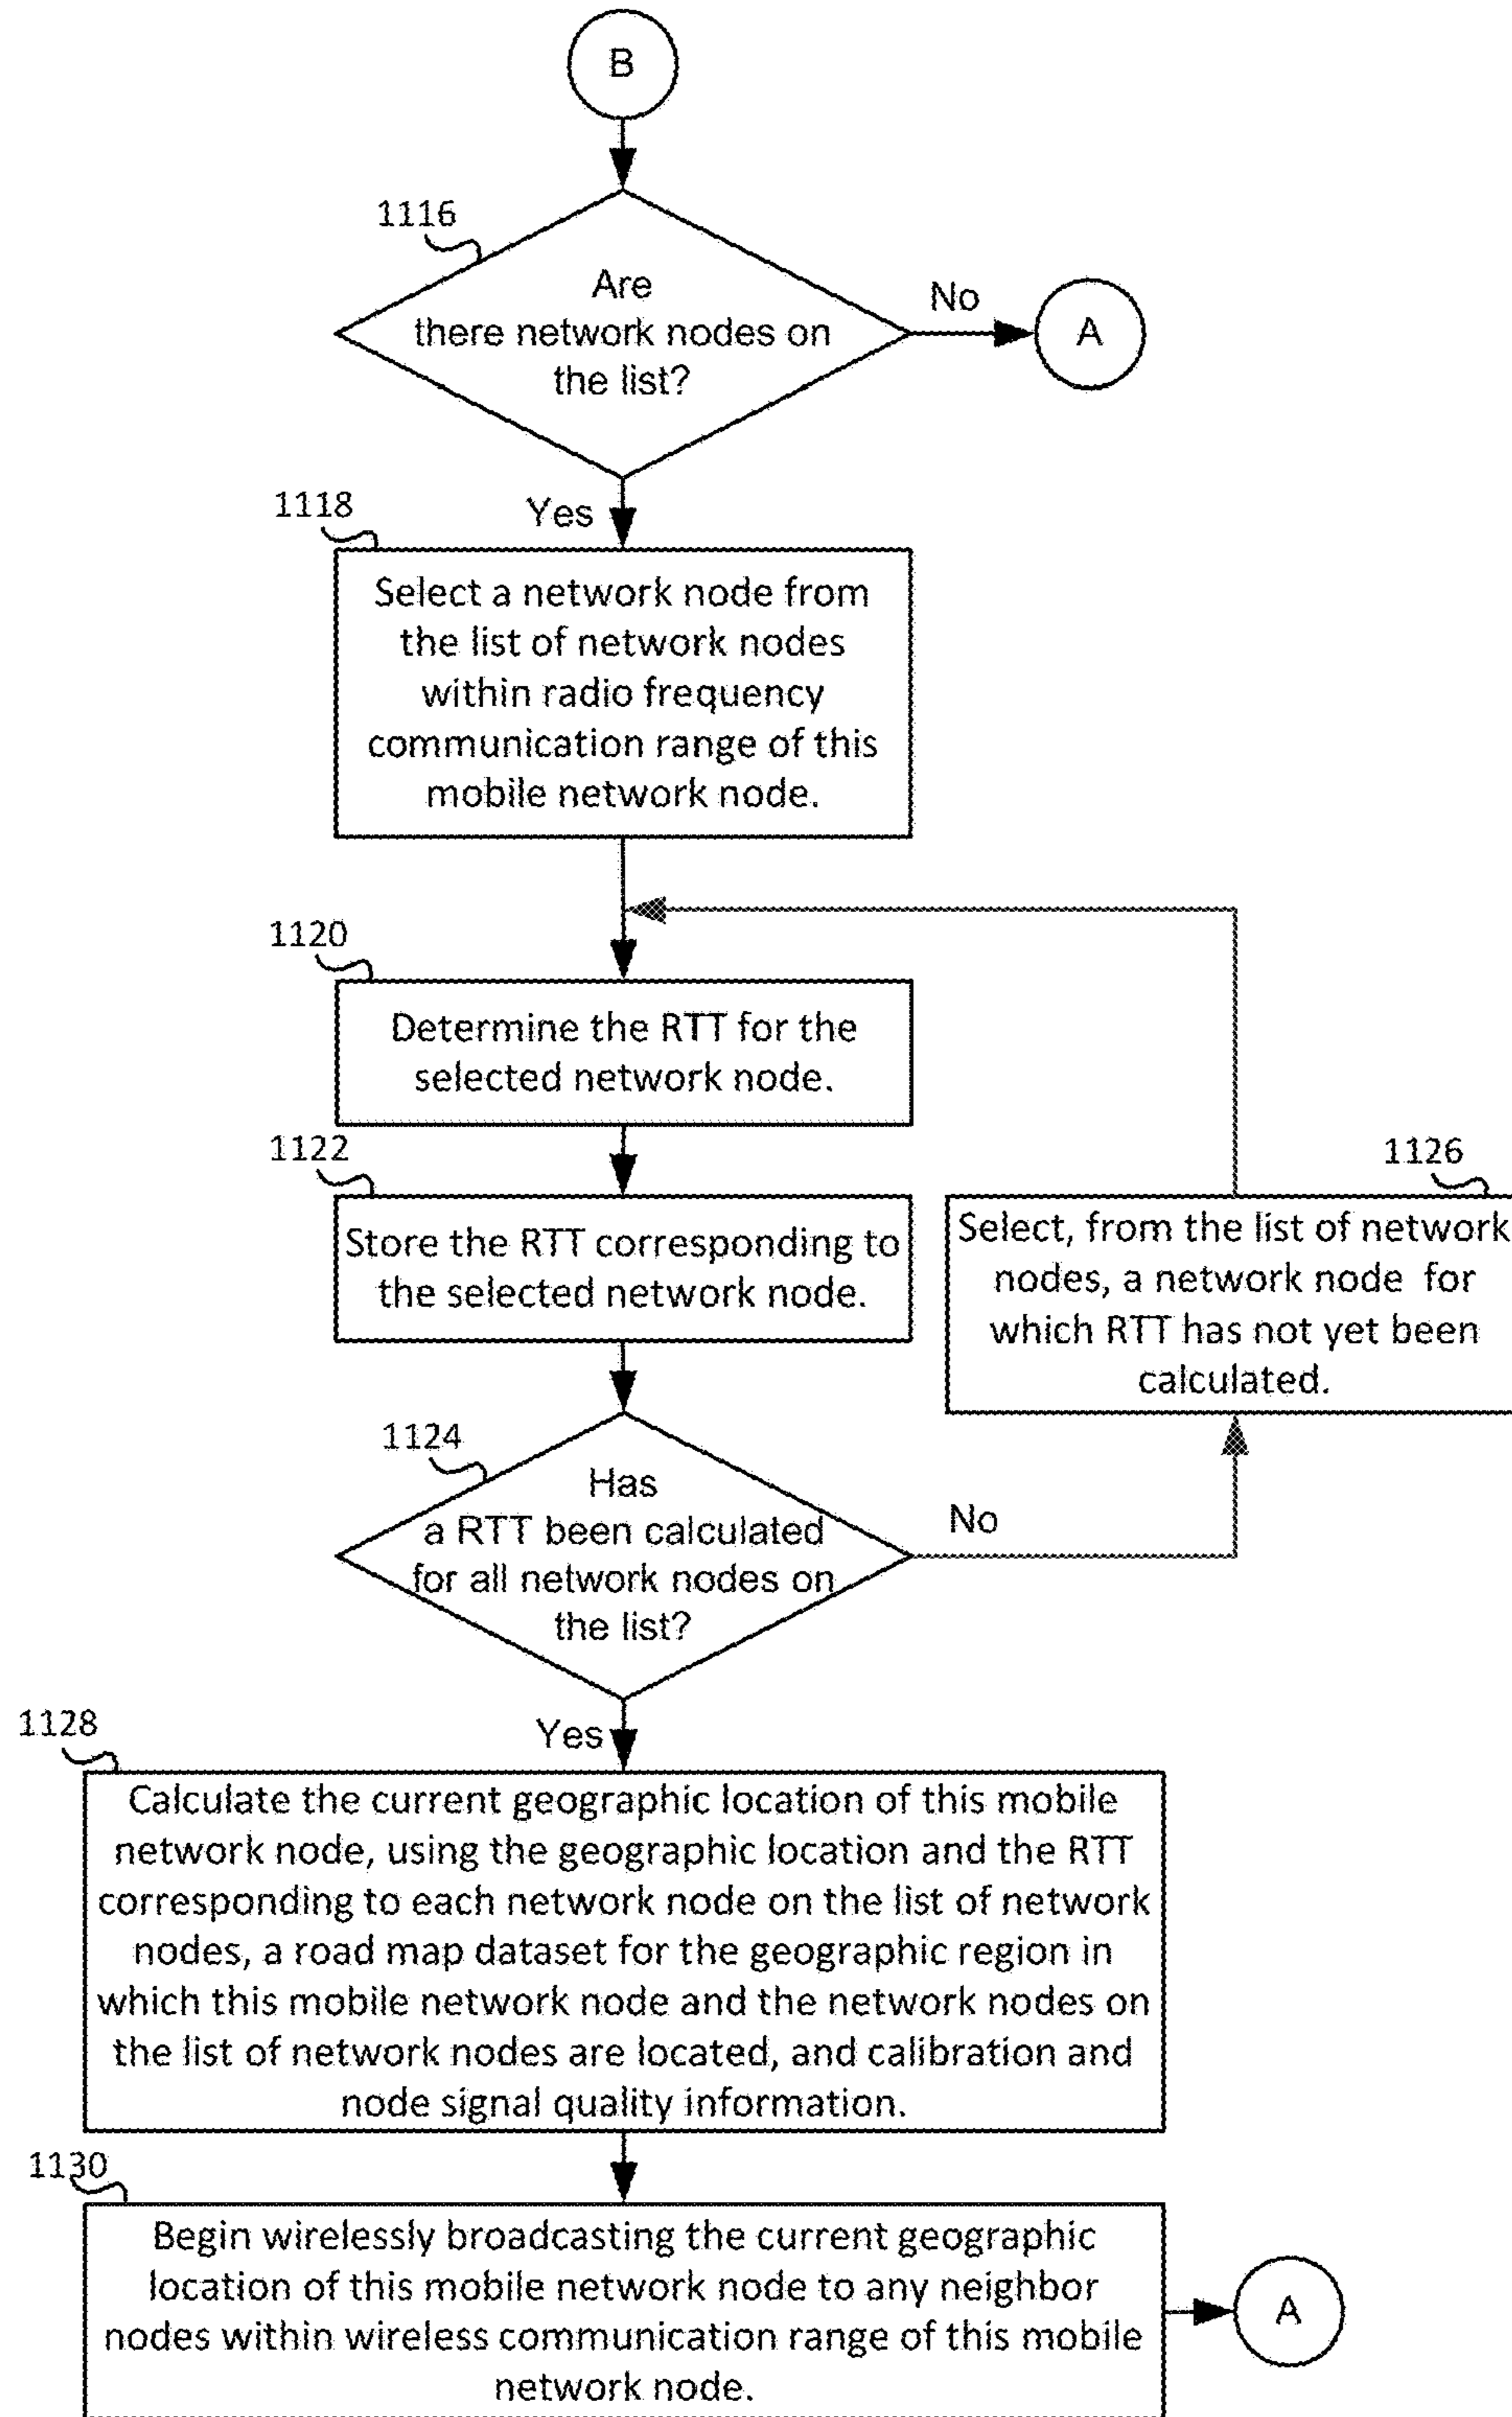 B
1116
Are
there network nodes on
the list?
No
A
1118
Yes
Select a network node from
the list of network nodes
within radio frequency
communication range of this
mobile network node.
1120
Determine the RTT for the
selected network node.
1122
Store the RTT corresponding to
the selected network node.
1126
Select, from the list of network
nodes, a network node for
which RTT has not yet been
calculated.
1124
Has
a RTT been calculated
for all network nodes on
the list?
No
1128
Yes
Calculate the current geographic location of this mobile
network node, using the geographic location and the RTT
corresponding to each network node on the list of network
nodes, a road map dataset for the geographic region in
which this mobile network node and the network nodes on
the list of network nodes are located, and calibration and
node signal quality information.
1130
Begin wirelessly broadcasting the current geographic
location of this mobile network node to any neighbor
nodes within wireless communication range of this mobile
network node.
A